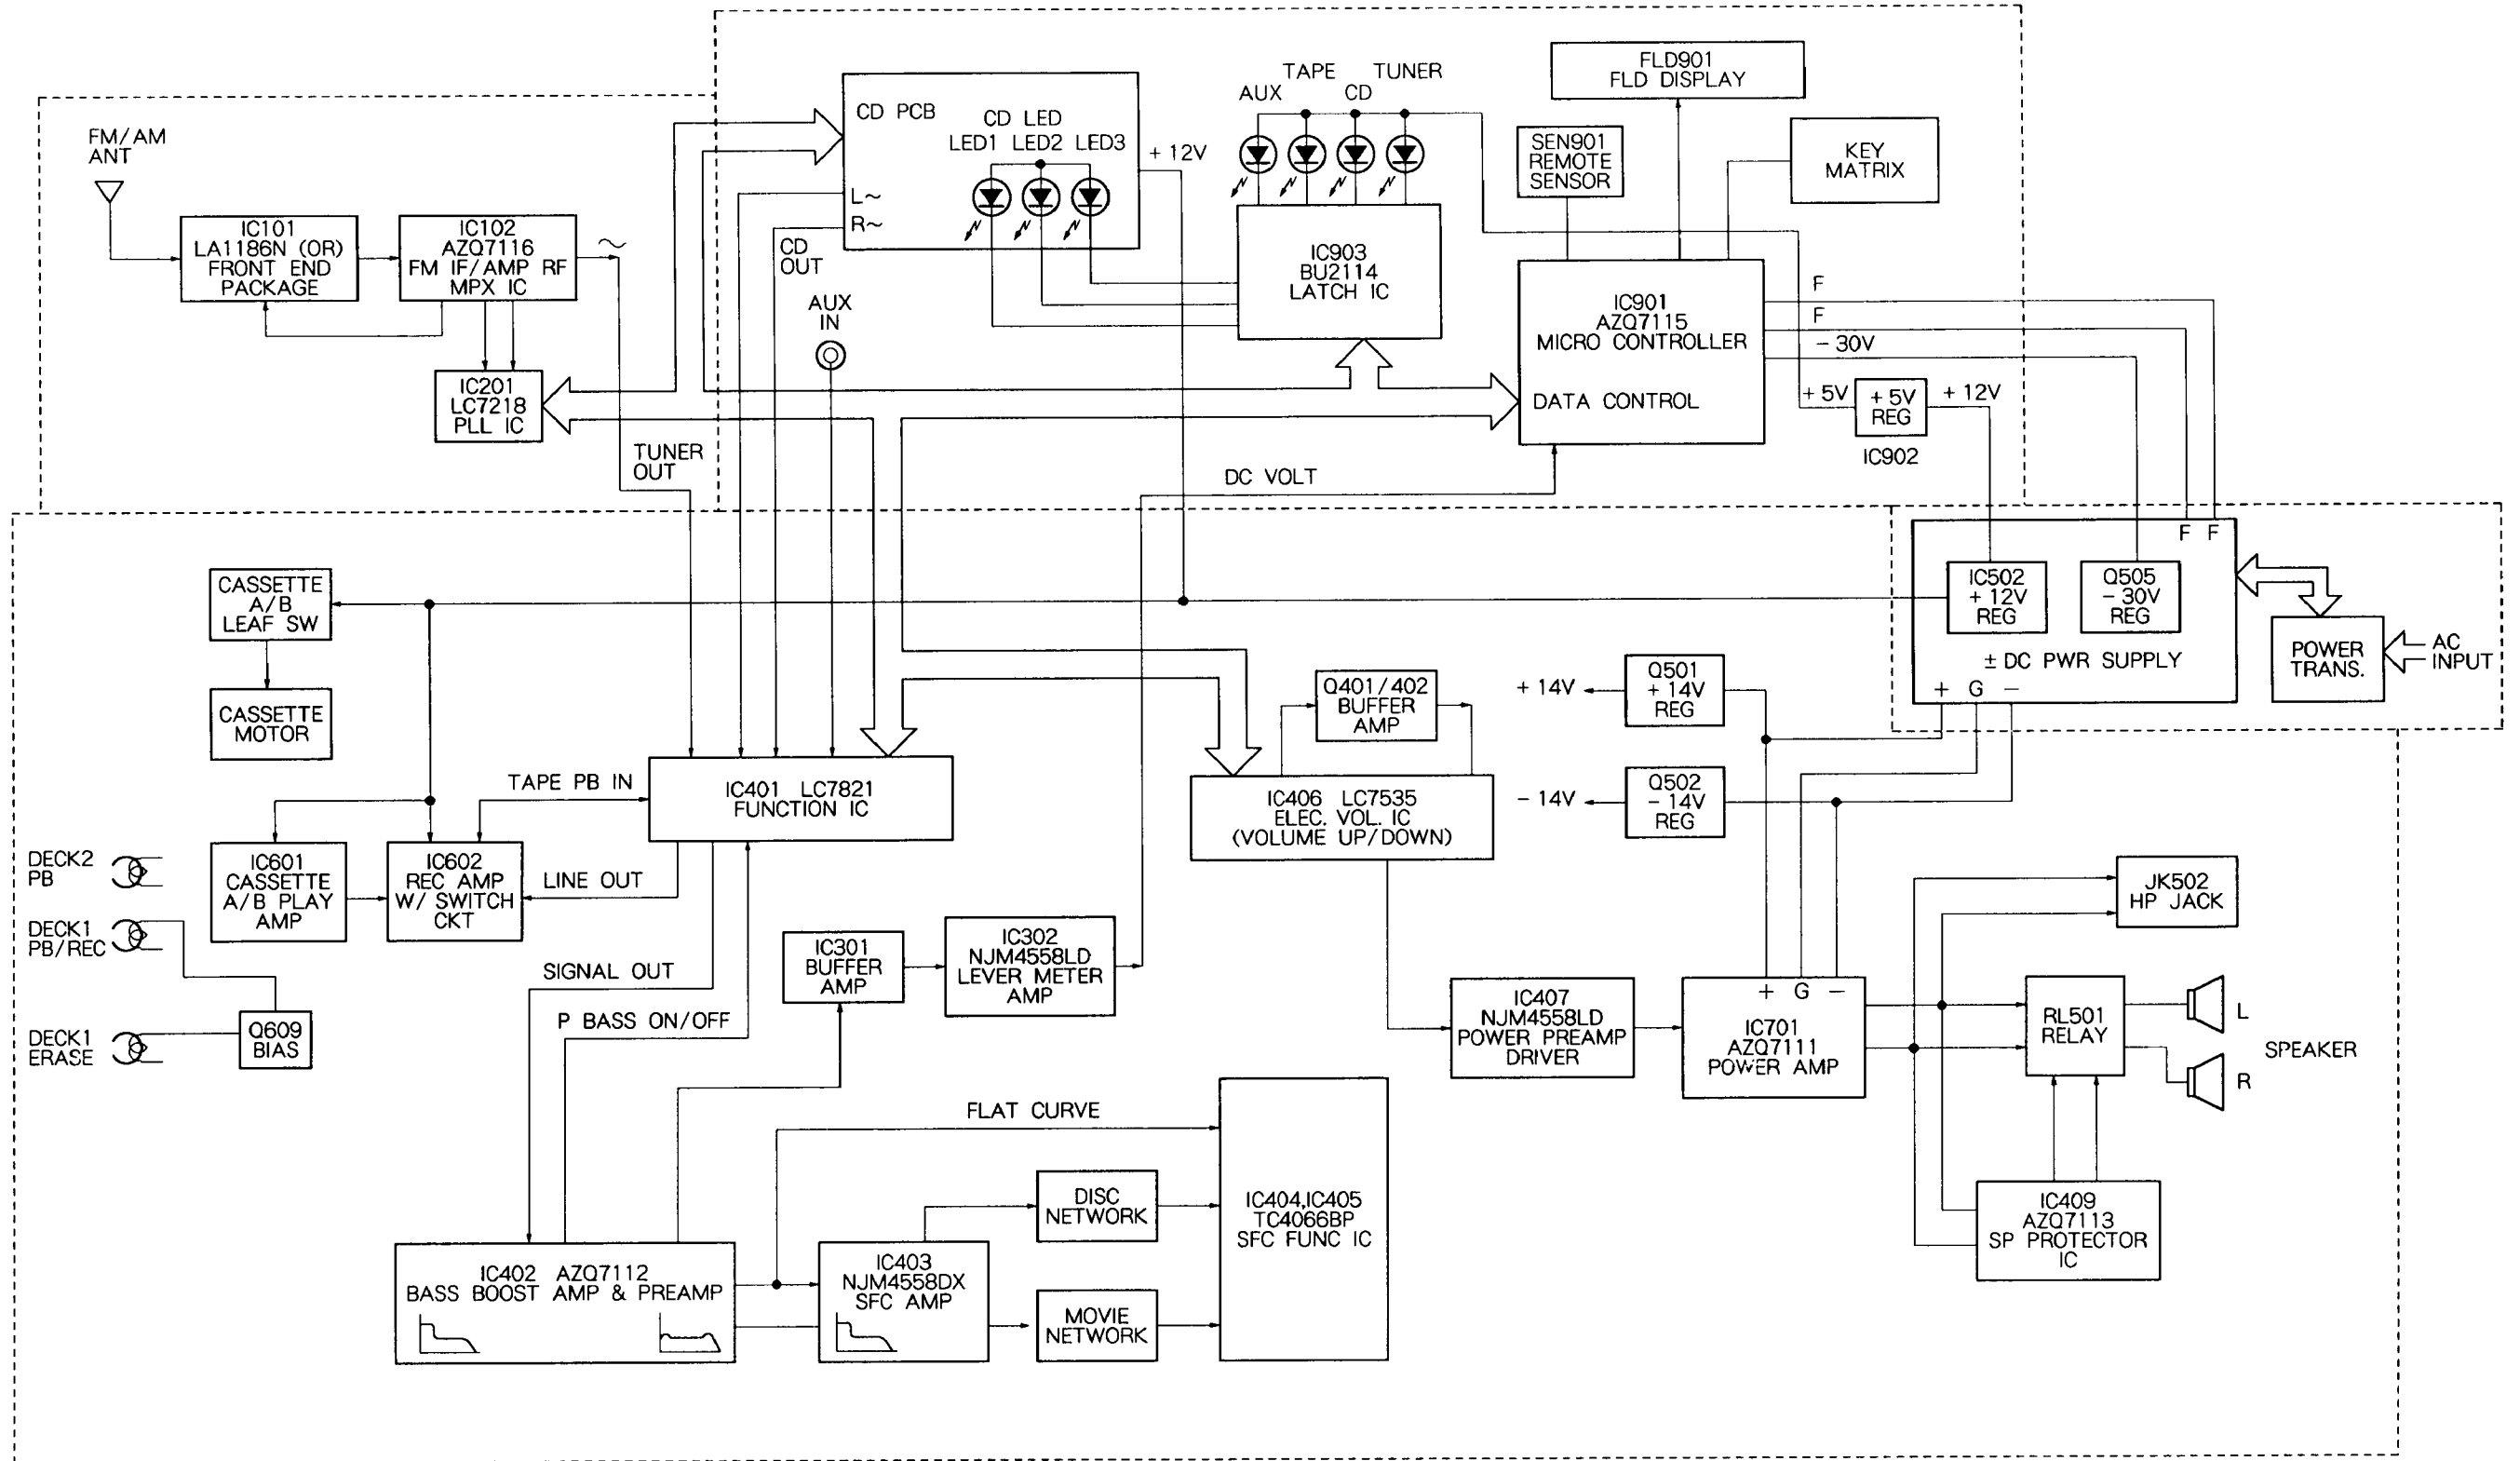 FM/AM
ANT
IC101
LA1186N (OR)
FRONT END
PACKAGE
IC102
AZQ7116
FM IF/AMP RF
MPX IC
IC201
LC7218
PLL IC
TUNER
OUT
CD PCB
CD LED
LED1 LED2 LED3
L~
R~
+12V
CD
OUT
AUX
IN
TAPE TUNER
AUX CD
IC903
BU2114
LATCH IC
FLD901
FLD DISPLAY
SEN901
REMOTE
SENSOR
KEY
MATRIX
IC901
AZQ7115
MICRO CONTROLLER
DATA CONTROL
F
F
-30V
+5V
+5V
REG
+12V
IC902
DC VOLT
CASSETTE
A/B
LEAF SW
CASSETTE
MOTOR
F F
IC502
+12V
REG
Q505
-30V
REG
± DC PWR SUPPLY
+ G −
POWER
TRANS.
AC
INPUT
Q401/402
BUFFER
AMP
+14V
Q501
+14V
REG
-14V
Q502
-14V
REG
TAPE PB IN
IC401 LC7821
FUNCTION IC
IC406 LC7535
ELEC. VOL. IC
(VOLUME UP/DOWN)
DECK2
PB
DECK1
PB/REC
DECK1
ERASE
IC601
CASSETTE
A/B PLAY
AMP
IC602
REC AMP
W/ SWITCH
CKT
LINE OUT
Q609
BIAS
SIGNAL OUT
P BASS ON/OFF
IC301
BUFFER
AMP
IC302
NJM4558LD
LEVER METER
AMP
IC407
NJM4558LD
POWER PREAMP
DRIVER
+ G −
IC701
AZQ7111
POWER AMP
JK502
HP JACK
RL501
RELAY
L
SPEAKER
R
IC409
AZQ7113
SP PROTECTOR
IC
FLAT CURVE
DISC
NETWORK
MOVIE
NETWORK
IC404,IC405
TC4066BP
SFC FUNC IC
IC402 AZQ7112
BASS BOOST AMP & PREAMP
IC403
NJM4558DX
SFC AMP